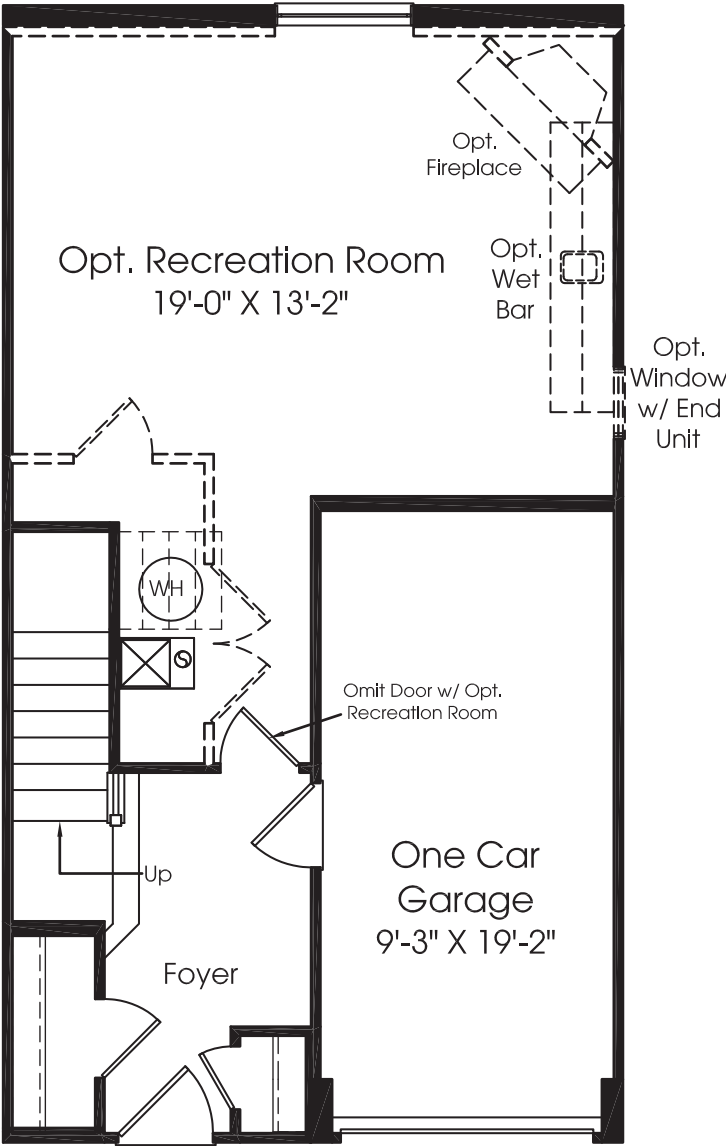 Opt.
Fireplace
Opt. Recreation Room
19'-0" X 13'-2"
Opt.
Wet
Bar
Opt.
Window
w/ End
Unit
WH
Omit Door w/ Opt.
Recreation Room
Up
One Car
Garage
9'-3" X 19'-2"
Foyer